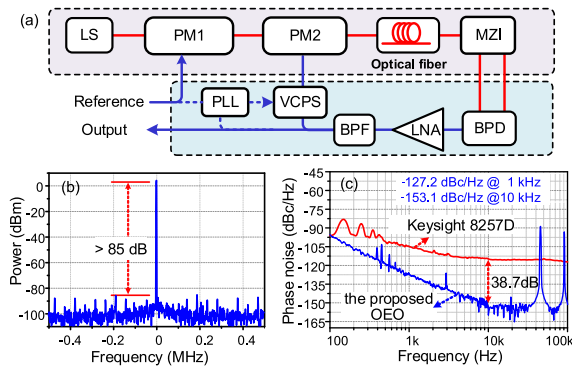 (a)
LS
PM1
PM2
Optical fiber
MZI
Reference
PLL
VCPS
Output
BPF
LNA
BPD
(b)
0
-20
-40
-60
-80
-100
Power (dBm)
> 85 dB
-0.4 -0.2 0 0.2 0.4
Frequency (MHz)
(c)
-45
-60
-75
-90
-105
-120
-135
-150
-165
Phase noise (dBc/Hz)
-127.2 dBc/Hz @ 1 kHz
-153.1 dBc/Hz @10 kHz
Keysight 8257D
38.7dB
the proposed
OEO
100 1k 10k 100k
Frequency (Hz)